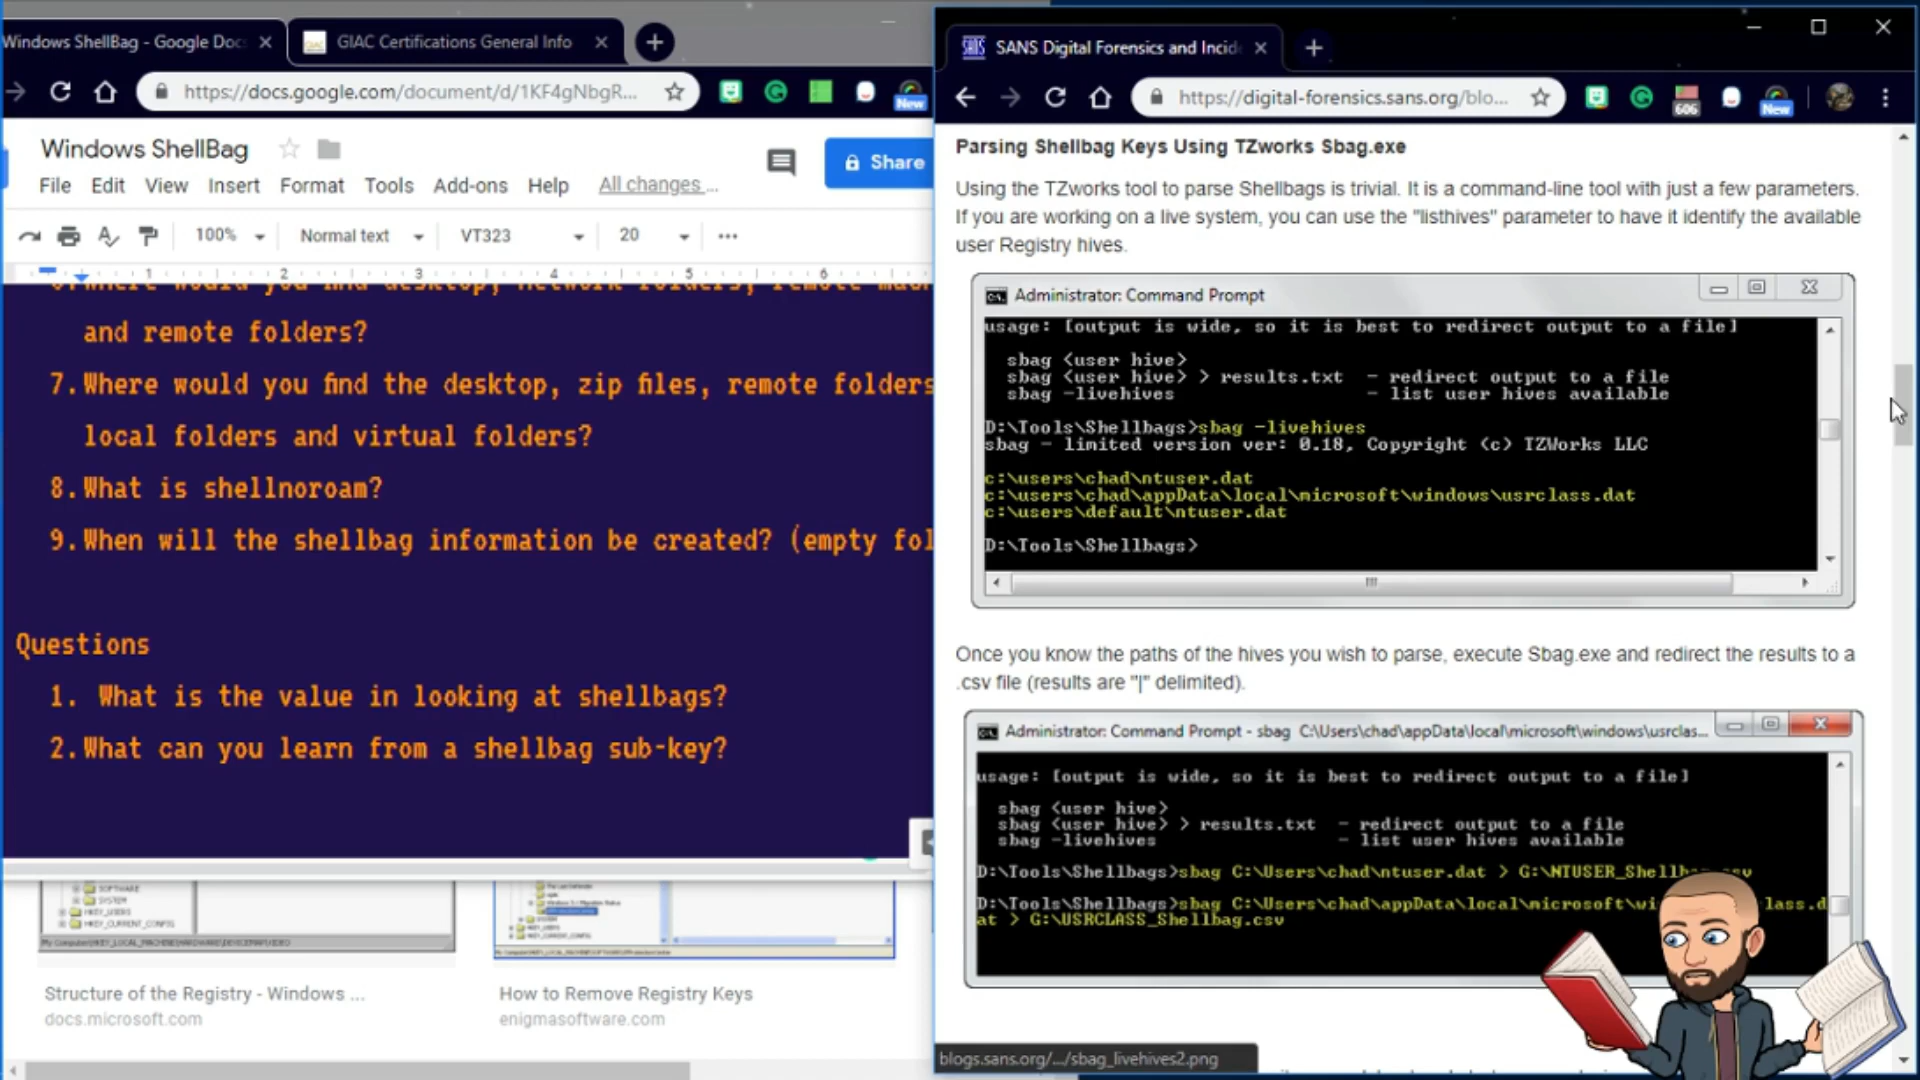 Windows ShellBag - Google Doc
GIAC Certifications General Info
https://docs.google.com/document/d/1KF4gNbgR...
New
Windows ShellBag
Share
File Edit View Insert Format Tools Add-ons Help All changes ...
100% Normal text VT323 20
1 2 3 4 5 6
and remote folders?
7. Where would you find the desktop, zip files, remote folders
local folders and virtual folders?
8. What is shellnoroam?
9. When will the shellbag information be created? (empty fol
Questions
1. What is the value in looking at shellbags?
2. What can you learn from a shellbag sub-key?
SOFTWARE
SYSTEM
HKEY_USERS
HKEY_CURRENT_CONFIG
Structure of the Registry - Windows ...
docs.microsoft.com
How to Remove Registry Keys
enigmasoftware.com
SANS Digital Forensics and Incid
https://digital-forensics.sans.org/blo...
606
New
Parsing Shellbag Keys Using TZworks Sbag.exe
Using the TZworks tool to parse Shellbags is trivial. It is a command-line tool with just a few parameters.
If you are working on a live system, you can use the "listhives" parameter to have it identify the available
user Registry hives.
Administrator: Command Prompt
usage: [output is wide, so it is best to redirect output to a file]
sbag <user hive>
sbag <user hive> > results.txt - redirect output to a file
sbag -livehives - list user hives available
D:\Tools\Shellbags>sbag -livehives
sbag - limited version ver: 0.18, Copyright (c) TZWorks LLC
c:\users\chad\ntuser.dat
c:\users\chad\appData\local\microsoft\windows\usrclass.dat
c:\users\default\ntuser.dat
D:\Tools\Shellbags>
Once you know the paths of the hives you wish to parse, execute Sbag.exe and redirect the results to a
.csv file (results are "|" delimited).
Administrator: Command Prompt - sbag C:\Users\chad\appData\local\microsoft\windows\usrclas...
usage: [output is wide, so it is best to redirect output to a file]
sbag <user hive>
sbag <user hive> > results.txt - redirect output to a file
sbag -livehives - list user hives available
D:\Tools\Shellbags>sbag C:\Users\chad\ntuser.dat > G:\NTUSER_Shellb
D:\Tools\Shellbags>sbag C:\Users\chad\appData\local\microsoft\wi lass.d
at > G:\USRCLASS_Shellbag.csv
blogs.sans.org/.../sbag_livehives2.png